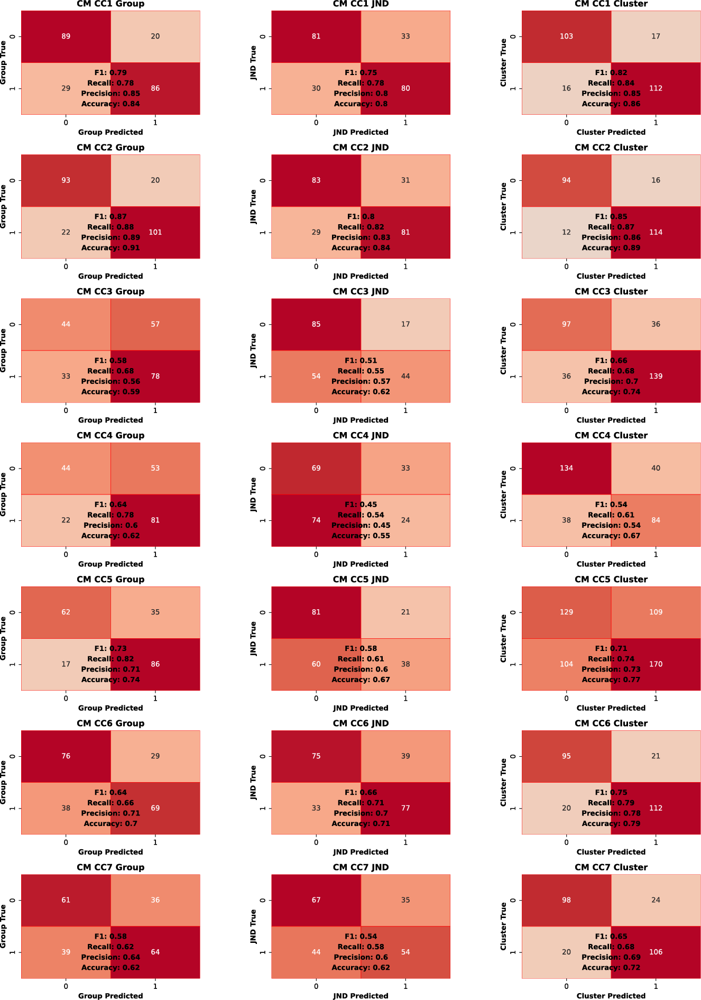 CM CC1 Group
Group True
0
89
20
1
29
86
F1: 0.79
Recall: 0.78
Precision: 0.85
Accuracy: 0.84
0
1
Group Predicted
CM CC1 JND
JND True
0
81
33
1
30
80
F1: 0.75
Recall: 0.78
Precision: 0.8
Accuracy: 0.8
0
1
JND Predicted
CM CC1 Cluster
Cluster True
0
103
17
1
16
112
F1: 0.82
Recall: 0.84
Precision: 0.85
Accuracy: 0.86
0
1
Cluster Predicted
CM CC2 Group
Group True
0
93
20
1
22
101
F1: 0.87
Recall: 0.88
Precision: 0.89
Accuracy: 0.91
0
1
Group Predicted
CM CC2 JND
JND True
0
83
31
1
29
81
F1: 0.8
Recall: 0.82
Precision: 0.83
Accuracy: 0.84
0
1
JND Predicted
CM CC2 Cluster
Cluster True
0
94
16
1
12
114
F1: 0.85
Recall: 0.87
Precision: 0.86
Accuracy: 0.89
0
1
Cluster Predicted
CM CC3 Group
Group True
0
44
57
1
33
78
F1: 0.58
Recall: 0.68
Precision: 0.56
Accuracy: 0.59
0
1
Group Predicted
CM CC3 JND
JND True
0
85
17
1
54
44
F1: 0.51
Recall: 0.55
Precision: 0.57
Accuracy: 0.62
0
1
JND Predicted
CM CC3 Cluster
Cluster True
0
97
36
1
36
139
F1: 0.66
Recall: 0.68
Precision: 0.7
Accuracy: 0.74
0
1
Cluster Predicted
CM CC4 Group
Group True
0
44
53
1
22
81
F1: 0.64
Recall: 0.78
Precision: 0.6
Accuracy: 0.62
0
1
Group Predicted
CM CC4 JND
JND True
0
69
33
1
74
24
F1: 0.45
Recall: 0.54
Precision: 0.45
Accuracy: 0.55
0
1
JND Predicted
CM CC4 Cluster
Cluster True
0
134
40
1
38
84
F1: 0.54
Recall: 0.61
Precision: 0.54
Accuracy: 0.67
0
1
Cluster Predicted
CM CC5 Group
Group True
0
62
35
1
17
86
F1: 0.73
Recall: 0.82
Precision: 0.71
Accuracy: 0.74
0
1
Group Predicted
CM CC5 JND
JND True
0
81
21
1
60
38
F1: 0.58
Recall: 0.61
Precision: 0.6
Accuracy: 0.67
0
1
JND Predicted
CM CC5 Cluster
Cluster True
0
129
109
1
104
170
F1: 0.71
Recall: 0.74
Precision: 0.73
Accuracy: 0.77
0
1
Cluster Predicted
CM CC6 Group
Group True
0
76
29
1
38
69
F1: 0.64
Recall: 0.66
Precision: 0.71
Accuracy: 0.7
0
1
Group Predicted
CM CC6 JND
JND True
0
75
39
1
33
77
F1: 0.66
Recall: 0.71
Precision: 0.7
Accuracy: 0.71
0
1
JND Predicted
CM CC6 Cluster
Cluster True
0
95
21
1
20
112
F1: 0.75
Recall: 0.79
Precision: 0.78
Accuracy: 0.79
0
1
Cluster Predicted
CM CC7 Group
Group True
0
61
36
1
39
64
F1: 0.58
Recall: 0.62
Precision: 0.64
Accuracy: 0.62
0
1
Group Predicted
CM CC7 JND
JND True
0
67
35
1
44
54
F1: 0.54
Recall: 0.58
Precision: 0.6
Accuracy: 0.62
0
1
JND Predicted
CM CC7 Cluster
Cluster True
0
98
24
1
20
106
F1: 0.65
Recall: 0.68
Precision: 0.69
Accuracy: 0.72
0
1
Cluster Predicted